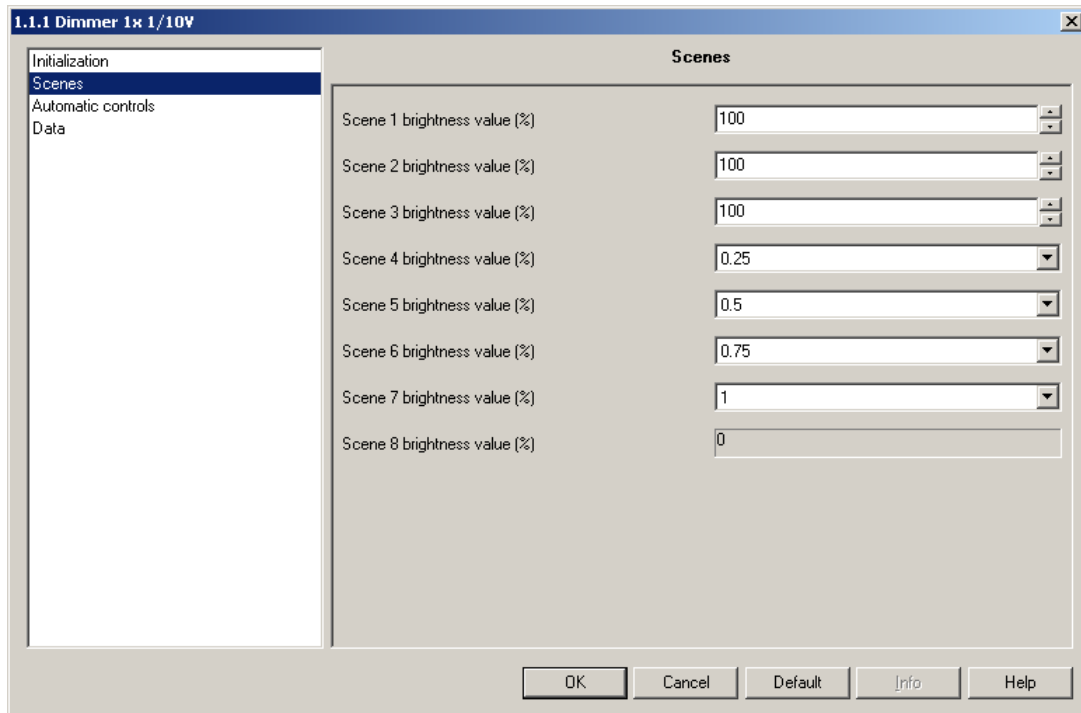 1.1.1 Dimmer 1x 1/10V
Initialization
Scenes
Automatic controls
Data
Scenes
Scene 1 brightness value (%) 100
Scene 2 brightness value (%) 100
Scene 3 brightness value (%) 100
Scene 4 brightness value (%) 0.25
Scene 5 brightness value (%) 0.5
Scene 6 brightness value (%) 0.75
Scene 7 brightness value (%) 1
Scene 8 brightness value (%) 0
OK Cancel Default Info Help